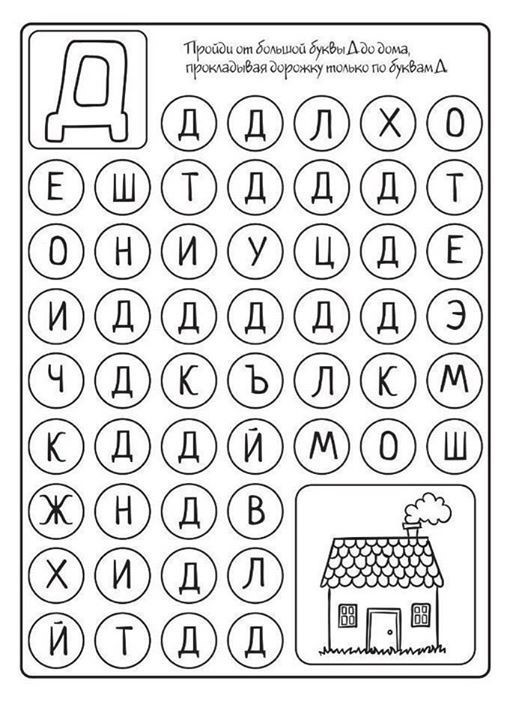 Д
Пройди от большой буквы Д до дома,
прокладывая дорожку только по буквам Д
Д Д Л Х О
Е Ш Т Д Д Д Т
О Н И У Ц Д Е
И Д Д Д Д Д Э
Ч Д К Ъ Л К М
К Д Д Й М О Ш
Ж Н Д В
Х И Д Л
Й Т Д Д